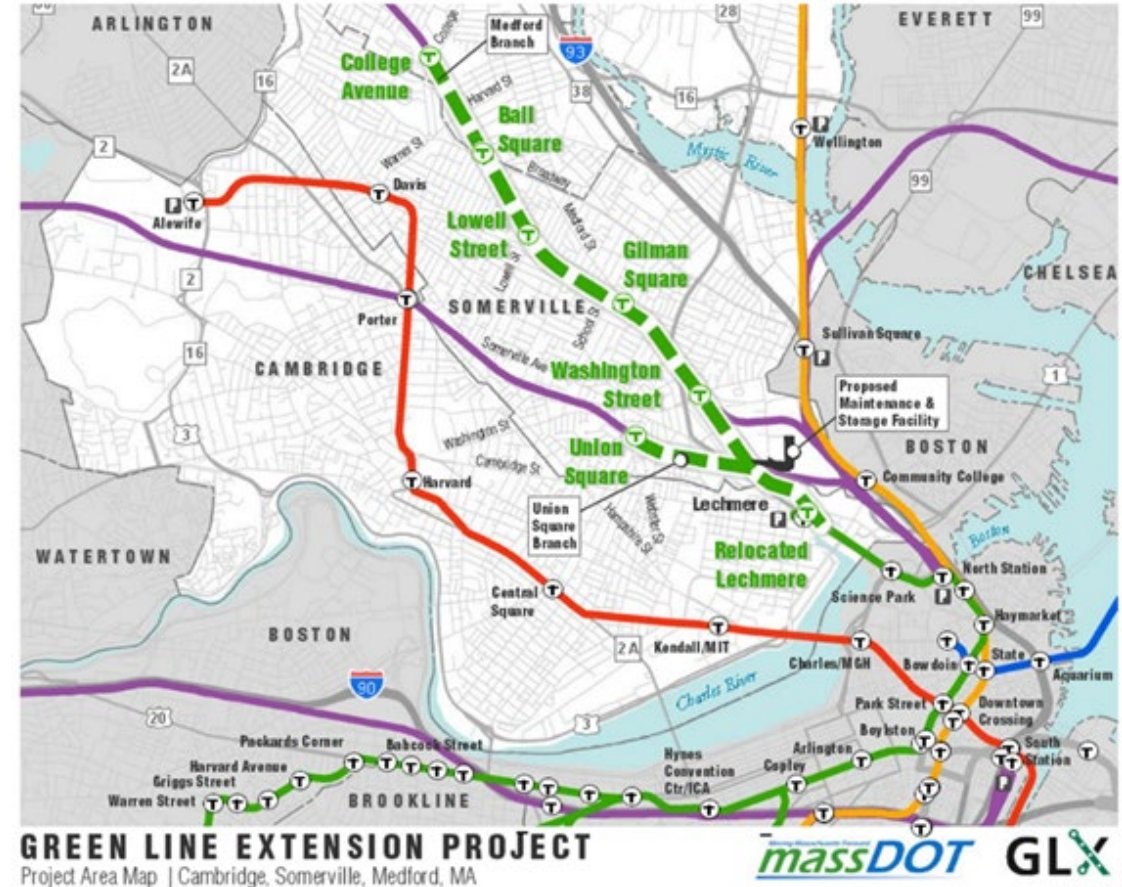 ARLINGTON
EVERETT
28
99
Medford
Branch
College
College
Avenue
93
2A
16
38
16
Harvard St
Ball
Square
Wellington
P
Mystic River
2
Warner St
Broadway
99
Davis
P
Alewife
Lowell
Street
Medford St
Gilman
Square
CHELSEA
Lowell St
2
SOMERVILLE
Porter
School St
Sullivan Square
P
16
CAMBRIDGE
Somerville Ave
Washington
Street
Proposed
Maintenance &
Storage Facility
1
3
Washington St
Union
Square
BOSTON
Cambridge St
Harvard
Community College
Union
Square
Branch
Webster St
Hampshire St
Lechmere
P
WATERTOWN
Relocated
Lechmere
Boston
North Station
Science Park
P
Central
Square
Haymarket
BOSTON
2A
Kendall/MIT
Charles/MGH
Bowdoin
State
Aquarium
90
Charles River
Park Street
Downtown
Crossing
20
3
Boylston
Packards Corner
Babcock Street
Arlington
South
Station
Harvard Avenue
Griggs Street
Warren Street
Hynes
Convention
Ctr/ICA
Copley
P
BROOKLINE
GREEN LINE EXTENSION PROJECT
Project Area Map | Cambridge, Somerville, Medford, MA
massDOT
GLX